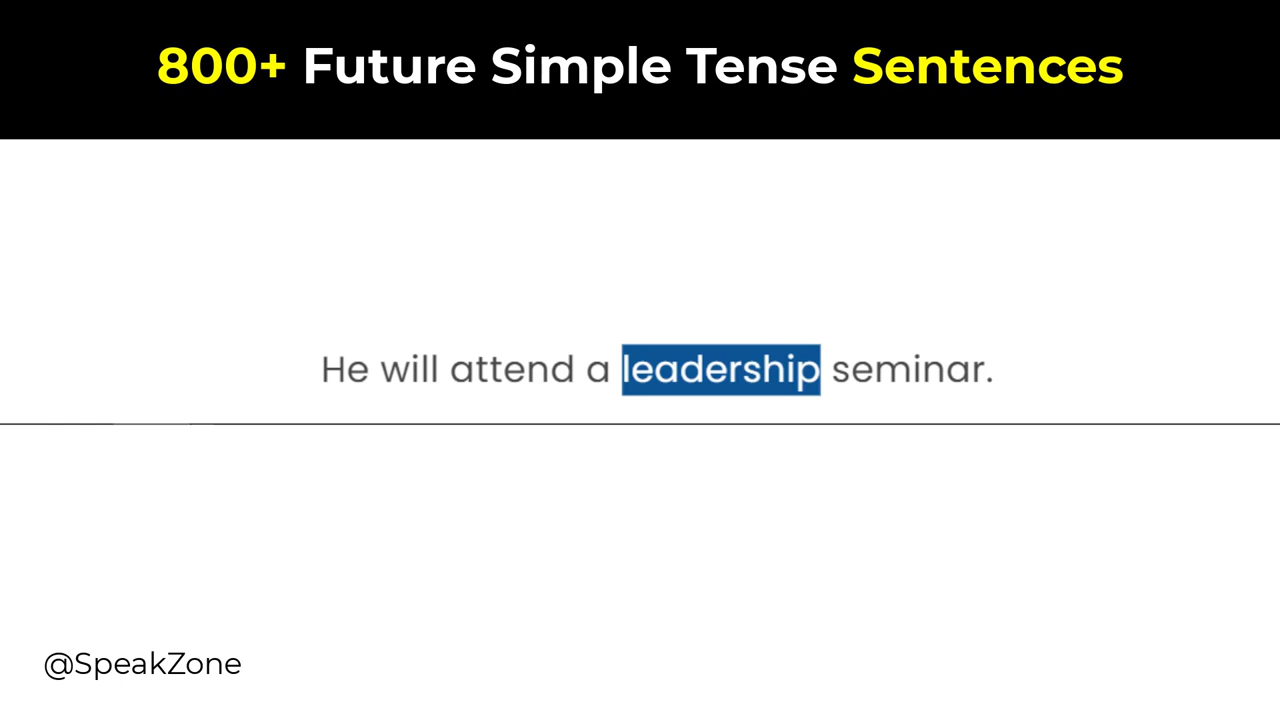 800+ Future Simple Tense Sentences
He will attend a leadership seminar.
@SpeakZone